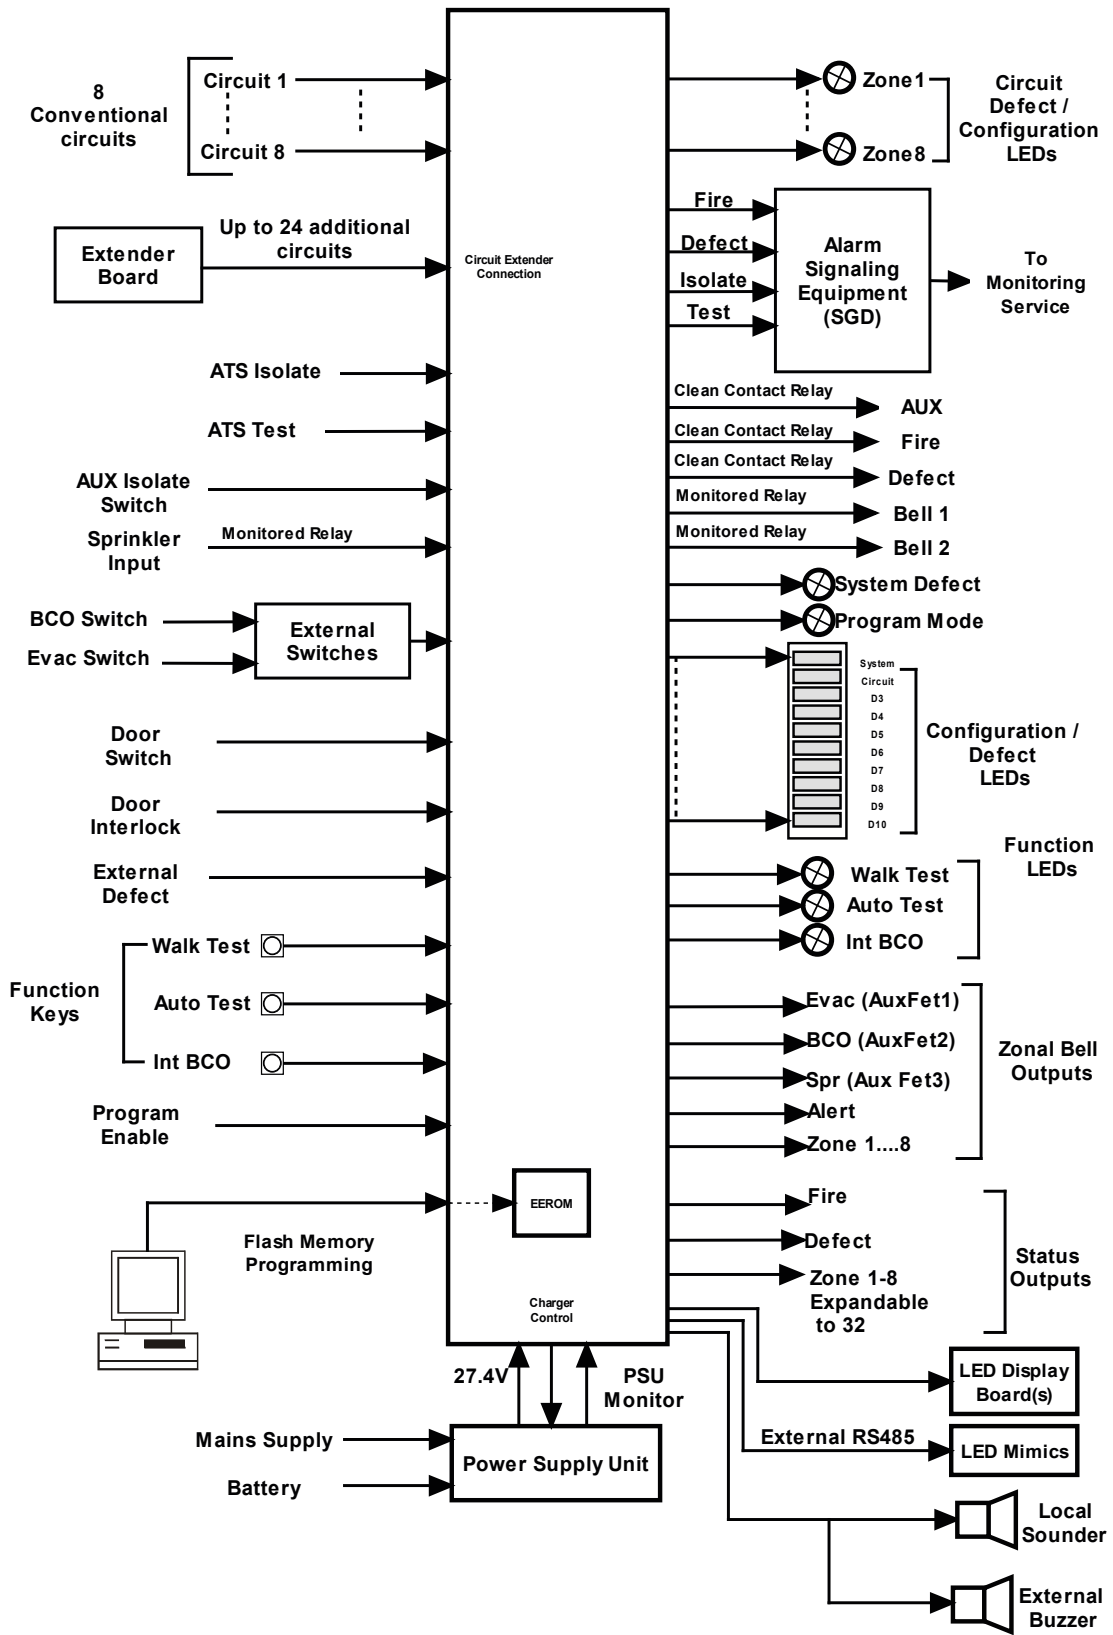 8
Conventional
circuits
Circuit 1
Circuit 8
Extender
Board
Up to 24 additional
circuits
Circuit Extender
Connection
ATS Isolate
ATS Test
AUX Isolate
Switch
Sprinkler
Input
Monitored Relay
BCO Switch
Evac Switch
External
Switches
Door
Switch
Door
Interlock
External
Defect
Function
Keys
Walk Test
Auto Test
Int BCO
Program
Enable
Flash Memory
Programming
EEROM
Charger
Control
27.4V
PSU
Monitor
Mains Supply
Battery
Power Supply Unit
Zone1
Zone8
Circuit
Defect /
Configuration
LEDs
Fire
Defect
Isolate
Test
Alarm
Signaling
Equipment
(SGD)
To
Monitoring
Service
Clean Contact Relay
AUX
Clean Contact Relay
Fire
Clean Contact Relay
Defect
Monitored Relay
Bell 1
Monitored Relay
Bell 2
System Defect
Program Mode
System
Circuit
D3
D4
D5
D6
D7
D8
D9
D10
Configuration /
Defect
LEDs
Function
LEDs
Walk Test
Auto Test
Int BCO
Evac (AuxFet1)
BCO (AuxFet2)
Spr (Aux Fet3)
Alert
Zone 1....8
Zonal Bell
Outputs
Fire
Defect
Zone 1-8
Expandable
to 32
Status
Outputs
LED Display
Board(s)
External RS485
LED Mimics
Local
Sounder
External
Buzzer